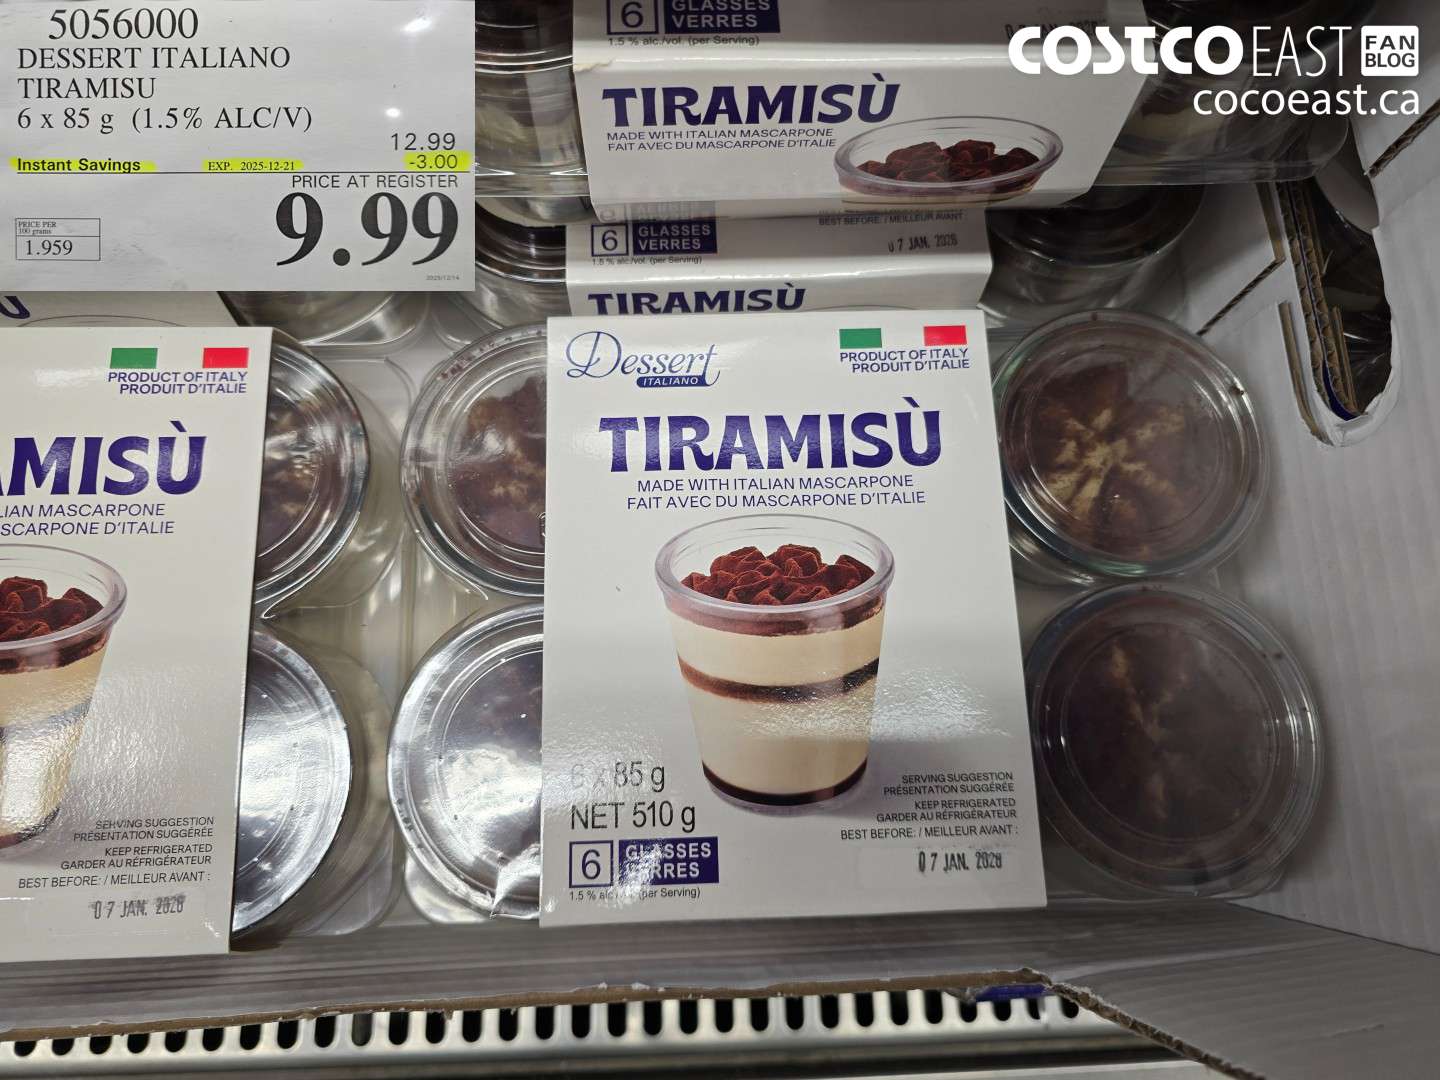 5056000
DESSERT ITALIANO
TIRAMISU
6 x 85 g (1.5% ALC/V)
12.99
Instant Savings EXP. 2025-12-21 -3.00
PRICE AT REGISTER
9.99
PRICE PER
100 grams
1.959
2025/12/14
COSTCO EAST FAN BLOG
cocoeast.ca
6 GLASSES
VERRES
1.5 % alc./vol. (per Serving)
TIRAMISÙ
MADE WITH ITALIAN MASCARPONE
FAIT AVEC DU MASCARPONE D'ITALIE
BEST BEFORE: / MEILLEUR AVANT :
07 JAN. 2026
6 GLASSES
VERRES
1.5 % alc./vol. (per Serving)
TIRAMISÙ
PRODUCT OF ITALY
PRODUIT D'ITALIE
AMISÙ
LIAN MASCARPONE
SCARPONE D'ITALIE
SERVING SUGGESTION
PRÉSENTATION SUGGÉRÉE
KEEP REFRIGERATED
GARDER AU RÉFRIGÉRATEUR
BEST BEFORE: / MEILLEUR AVANT :
07 JAN. 2026
Dessert
ITALIANO
PRODUCT OF ITALY
PRODUIT D'ITALIE
TIRAMISÙ
MADE WITH ITALIAN MASCARPONE
FAIT AVEC DU MASCARPONE D'ITALIE
6 x 85 g
NET 510 g
6 GLASSES
VERRES
1.5 % alc./vol. (per Serving)
SERVING SUGGESTION
PRÉSENTATION SUGGÉRÉE
KEEP REFRIGERATED
GARDER AU RÉFRIGÉRATEUR
BEST BEFORE: / MEILLEUR AVANT :
07 JAN. 2026